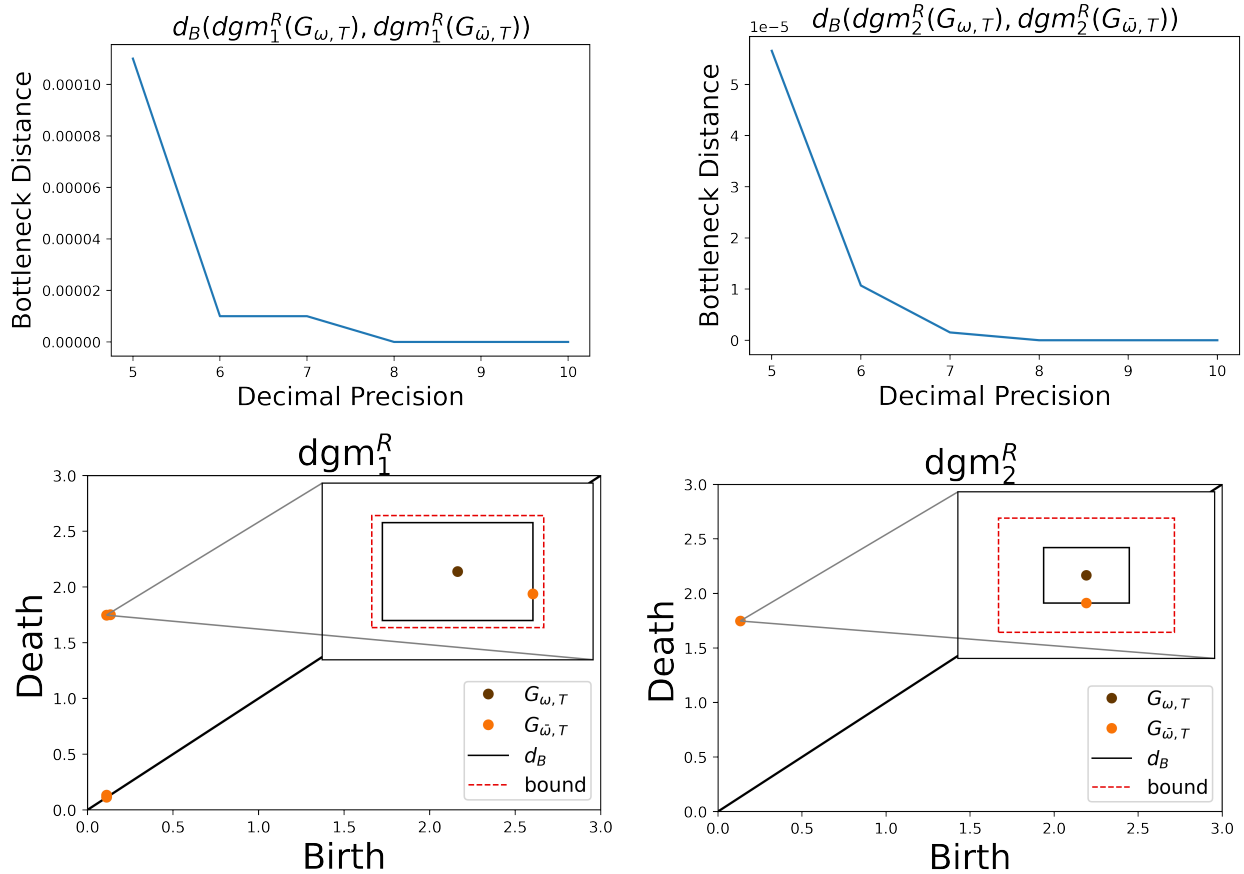 d_B(dgm_1^R(G_{ω,T}), dgm_1^R(G_{ω̄,T}))
0.00010
0.00008
0.00006
0.00004
0.00002
0.00000
Bottleneck Distance
5 6 7 8 9 10
Decimal Precision
d_B(dgm_2^R(G_{ω,T}), dgm_2^R(G_{ω̄,T}))
1e−5
5
4
3
2
1
0
Bottleneck Distance
5 6 7 8 9 10
Decimal Precision
dgm_1^R
3.0
2.5
2.0
1.5
1.0
0.5
0.0
Death
G_{ω,T}
G_{ω̄,T}
d_B
bound
0.0 0.5 1.0 1.5 2.0 2.5 3.0
Birth
dgm_2^R
3.0
2.5
2.0
1.5
1.0
0.5
0.0
Death
G_{ω,T}
G_{ω̄,T}
d_B
bound
0.0 0.5 1.0 1.5 2.0 2.5 3.0
Birth